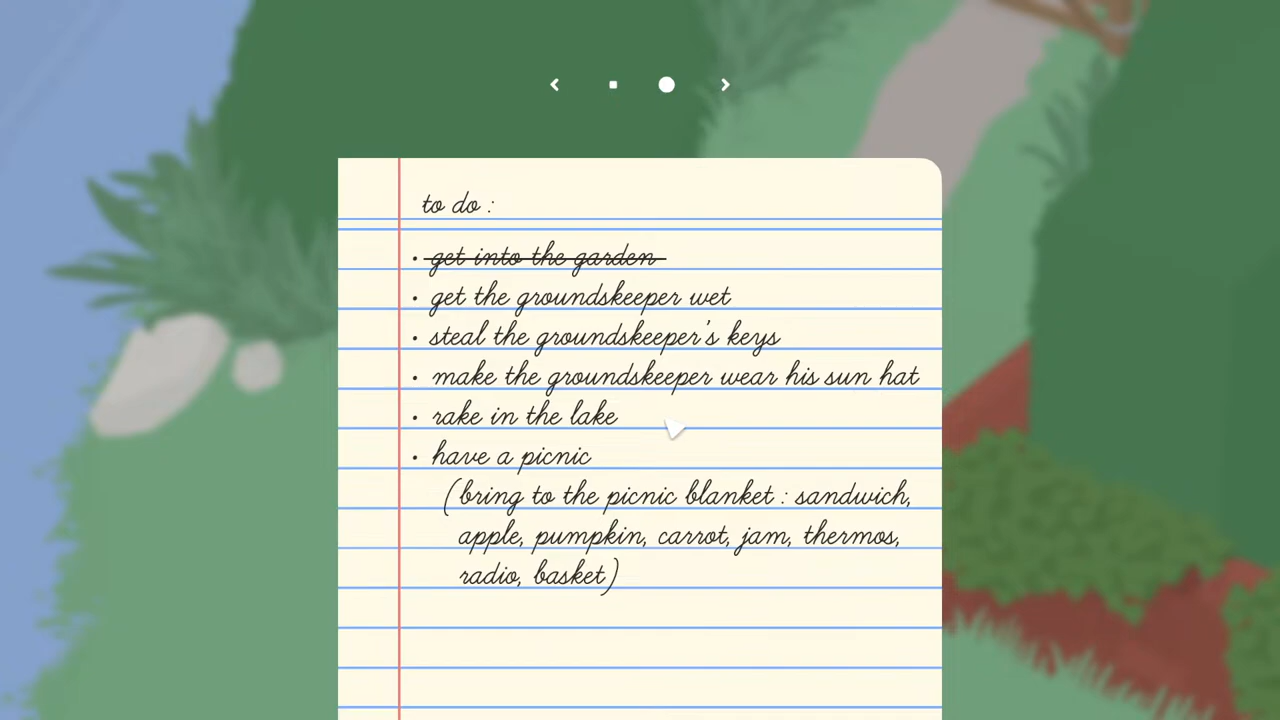 to do :
• get into the garden
• get the groundskeeper wet
• steal the groundskeeper's keys
• make the groundskeeper wear his sun hat
• rake in the lake
• have a picnic
(bring to the picnic blanket : sandwich,
apple, pumpkin, carrot, jam, thermos,
radio, basket)